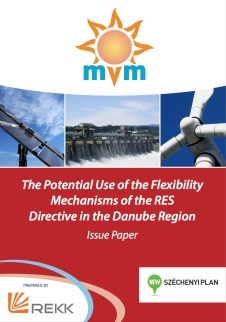 mvm
The Potential Use of the Flexibility
Mechanisms of the RES
Directive in the Danube Region
Issue Paper
PREPARED BY
REKK
NEW
SZÉCHENYI PLAN